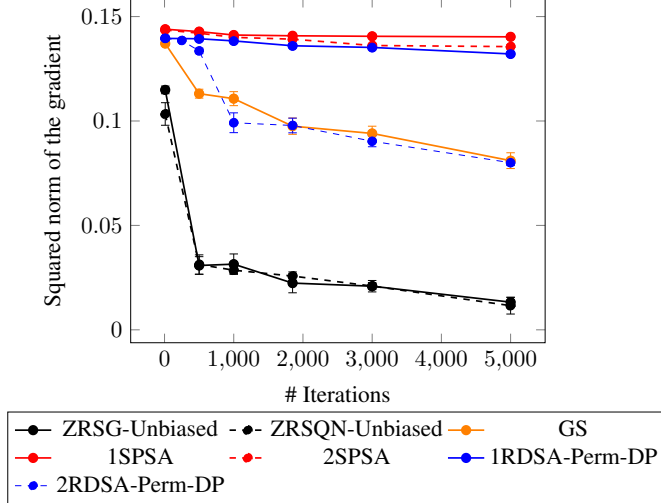 0.15
0.1
0.05
0
Squared norm of the gradient
0 1,000 2,000 3,000 4,000 5,000
# Iterations
ZRSG-Unbiased ZRSQN-Unbiased GS
1SPSA 2SPSA 1RDSA-Perm-DP
2RDSA-Perm-DP